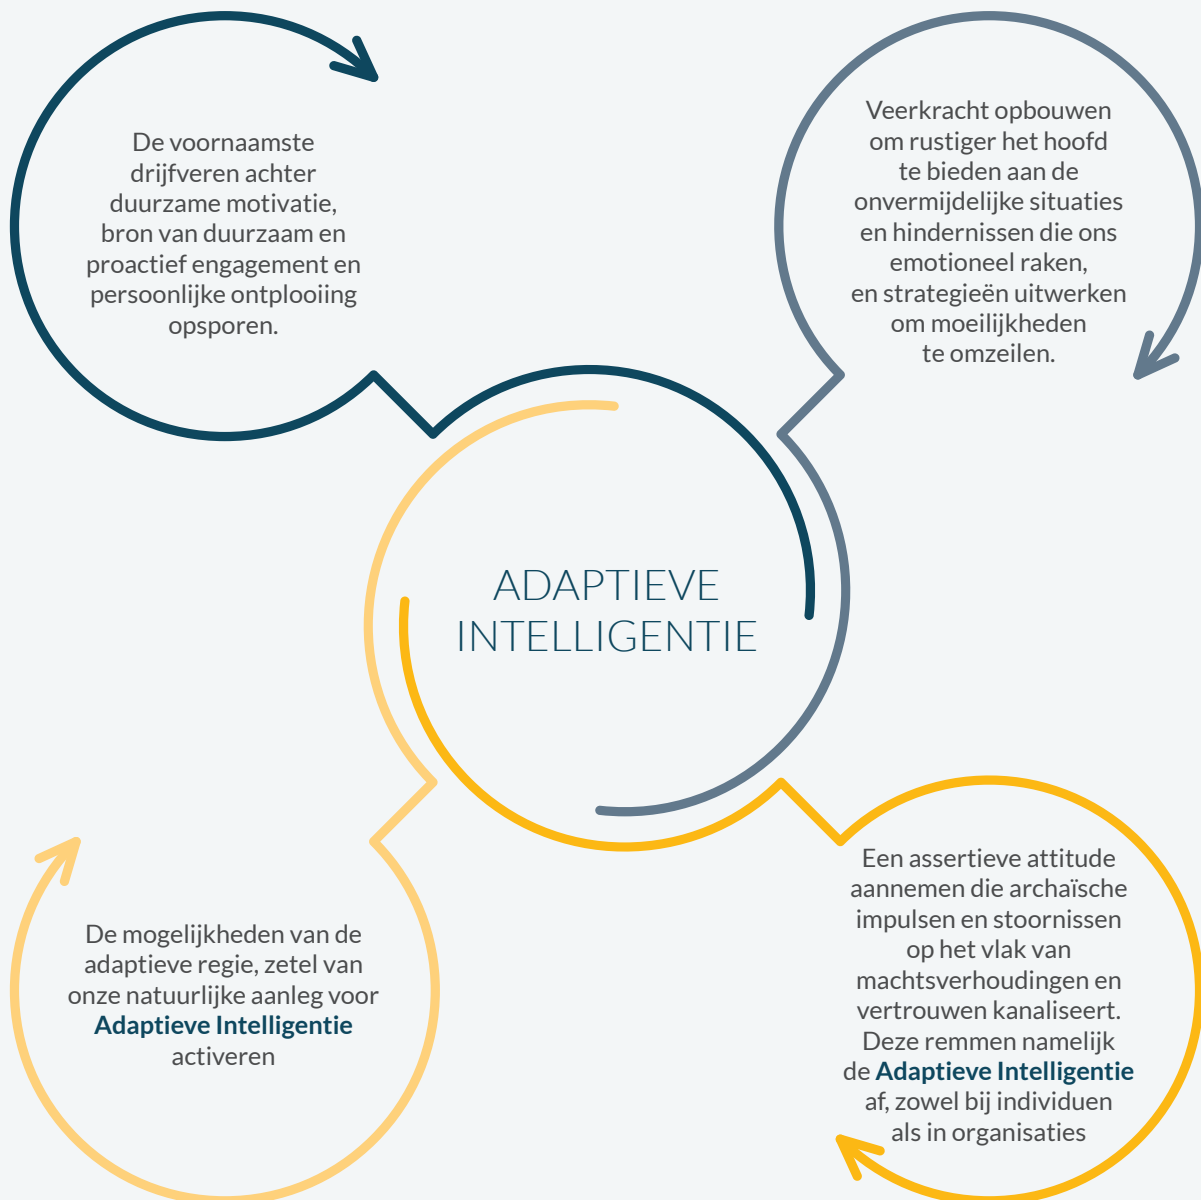 De voornaamste
drijfveren achter
duurzame motivatie,
bron van duurzaam en
proactief engagement en
persoonlijke ontplooiing
opsporen.
Veerkracht opbouwen
om rustiger het hoofd
te bieden aan de
onvermijdelijke situaties
en hindernissen die ons
emotioneel raken,
en strategieën uitwerken
om moeilijkheden
te omzeilen.
ADAPTIEVE
INTELLIGENTIE
De mogelijkheden van de
adaptieve regie, zetel van
onze natuurlijke aanleg voor
Adaptieve Intelligentie
activeren
Een assertieve attitude
aannemen die archaïsche
impulsen en stoornissen
op het vlak van
machtsverhoudingen en
vertrouwen kanaliseert.
Deze remmen namelijk
de Adaptieve Intelligentie
af, zowel bij individuen
als in organisaties